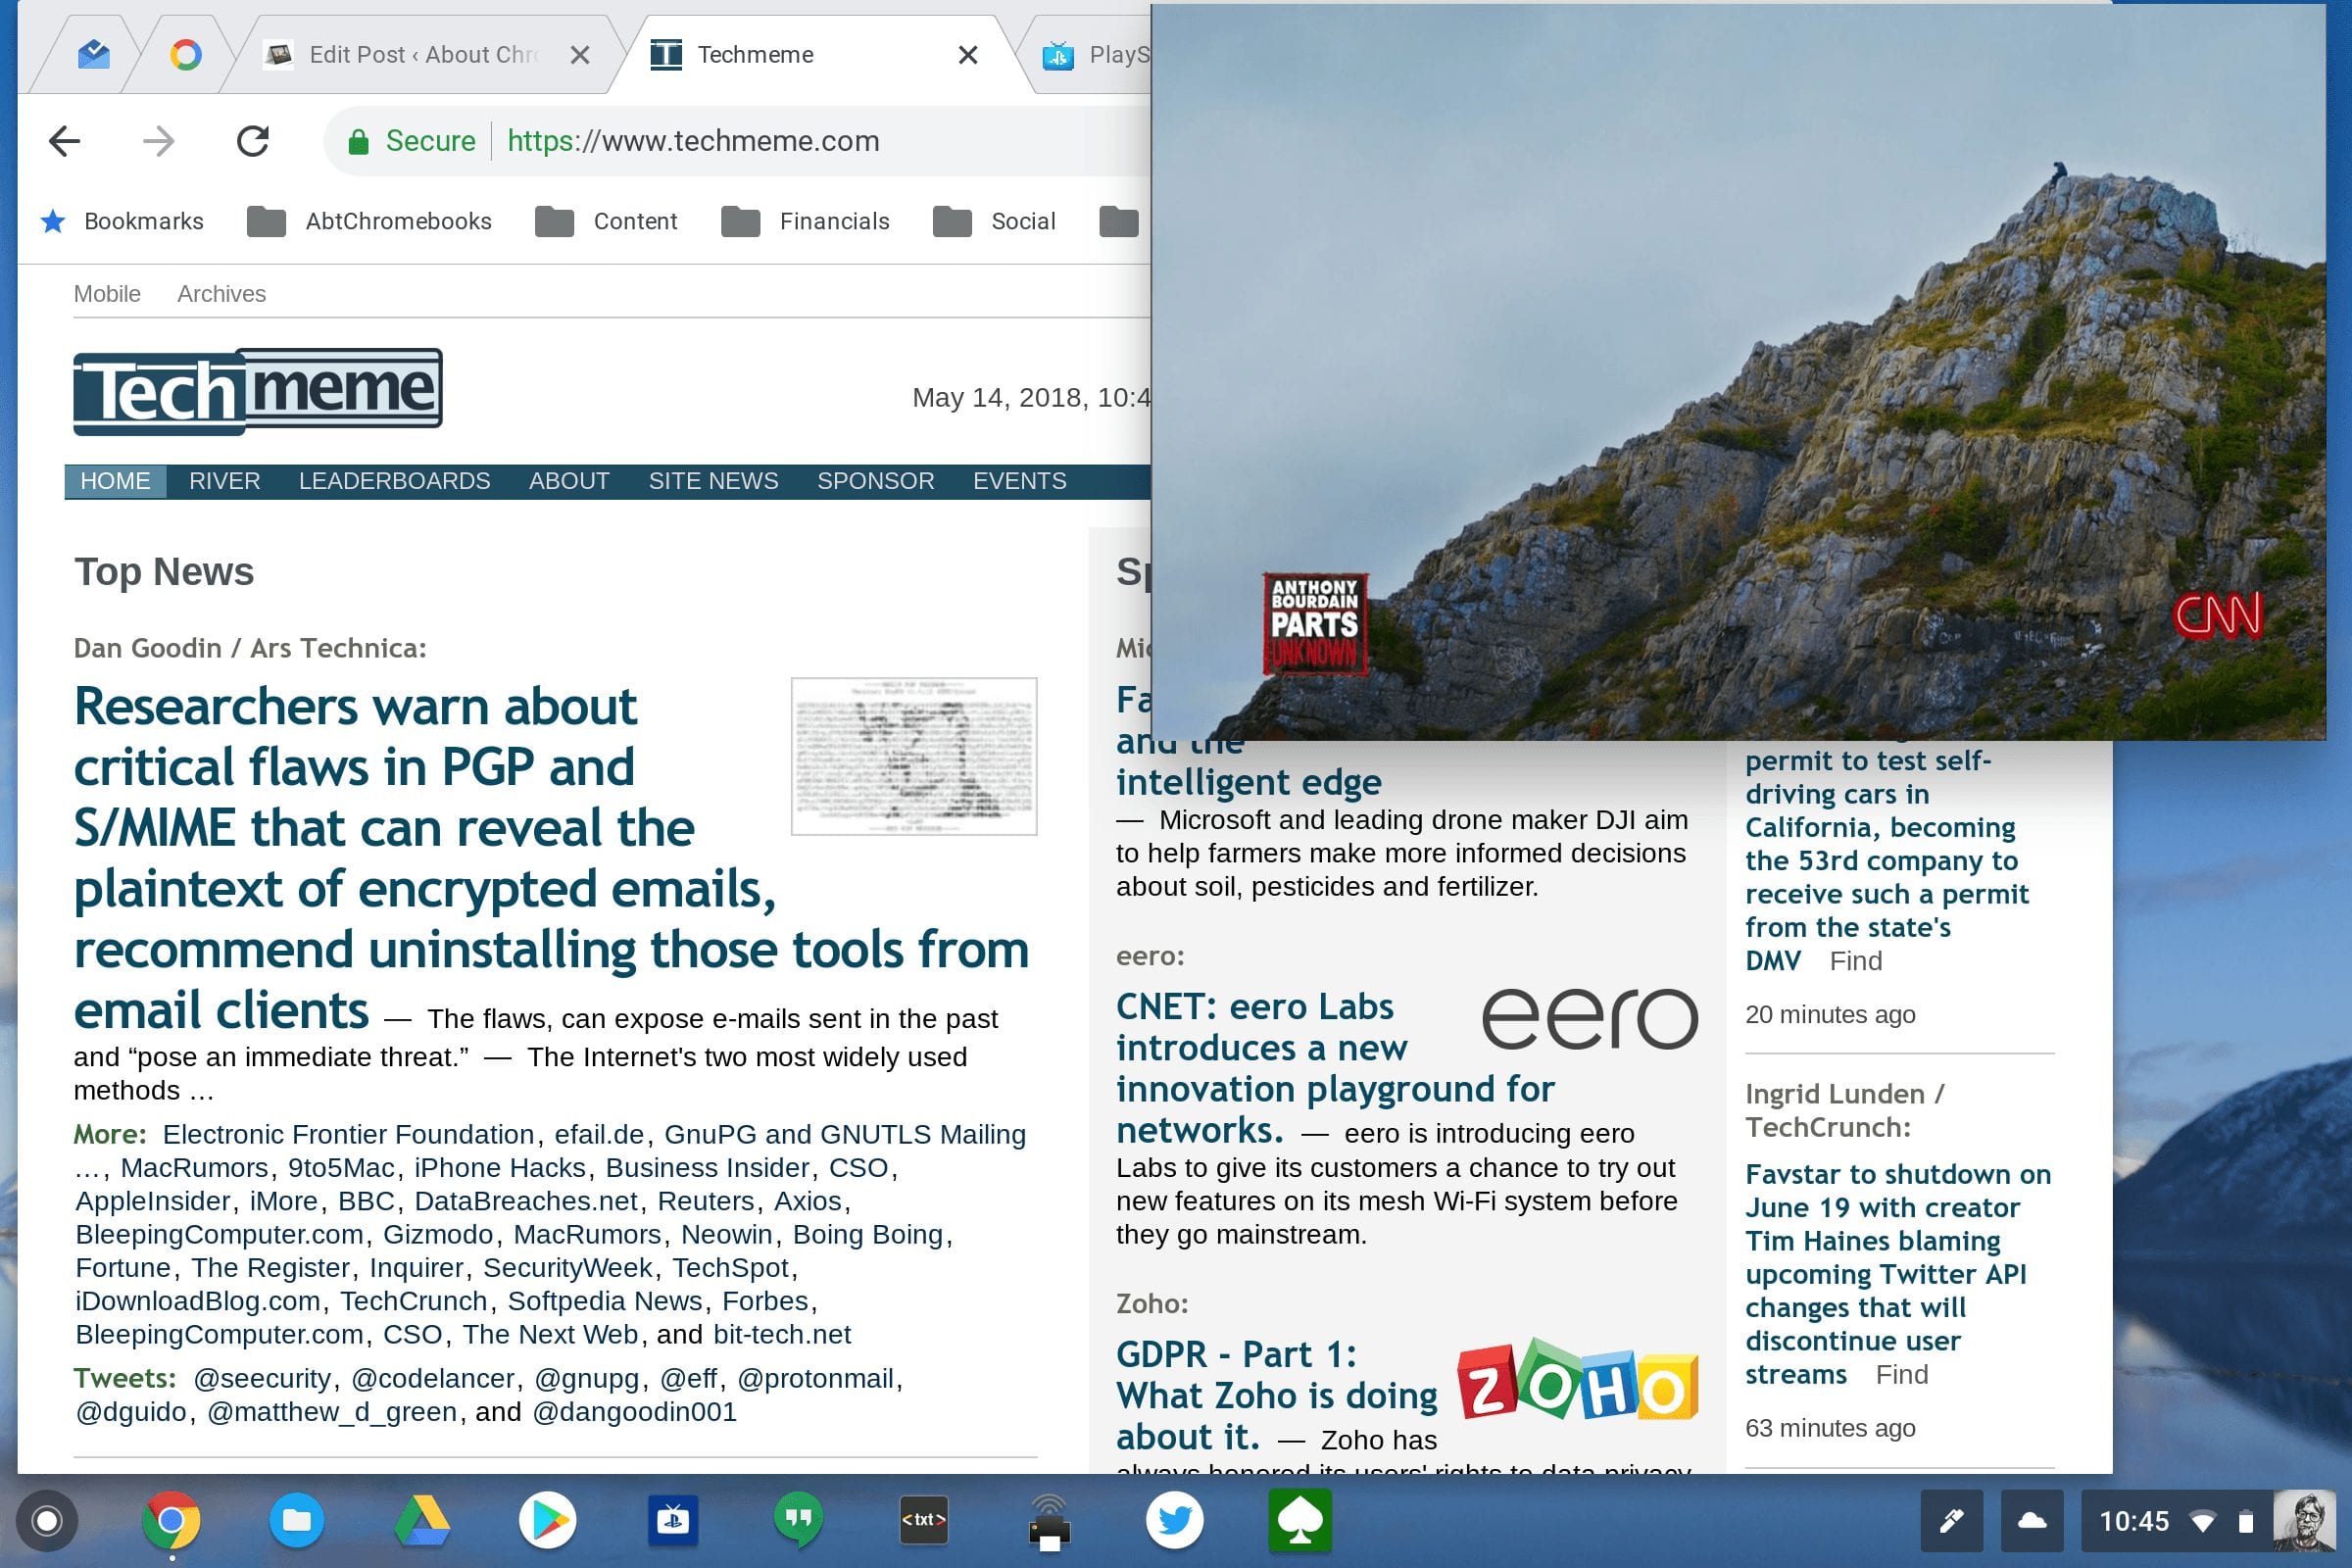 Edit Post ‹ About Chr
Techmeme
PlayS
Secure
https://www.techmeme.com
Bookmarks
AbtChromebooks
Content
Financials
Social
Mobile
Archives
Techmeme
May 14, 2018, 10:4
HOME
RIVER
LEADERBOARDS
ABOUT
SITE NEWS
SPONSOR
EVENTS
Top News
Dan Goodin / Ars Technica:
Researchers warn about
critical flaws in PGP and
S/MIME that can reveal the
plaintext of encrypted emails,
recommend uninstalling those tools from
email clients — The flaws, can expose e-mails sent in the past
and “pose an immediate threat.” — The Internet's two most widely used
methods …
More: Electronic Frontier Foundation, efail.de, GnuPG and GNUTLS Mailing
…, MacRumors, 9to5Mac, iPhone Hacks, Business Insider, CSO,
AppleInsider, iMore, BBC, DataBreaches.net, Reuters, Axios,
BleepingComputer.com, Gizmodo, MacRumors, Neowin, Boing Boing,
Fortune, The Register, Inquirer, SecurityWeek, TechSpot,
iDownloadBlog.com, TechCrunch, Softpedia News, Forbes,
BleepingComputer.com, CSO, The Next Web, and bit-tech.net
Tweets: @seecurity, @codelancer, @gnupg, @eff, @protonmail,
@dguido, @matthew_d_green, and @dangoodin001
Sp
Mic
Fa
and the
intelligent edge
— Microsoft and leading drone maker DJI aim
to help farmers make more informed decisions
about soil, pesticides and fertilizer.
eero:
CNET: eero Labs
introduces a new
innovation playground for
networks. — eero is introducing eero
Labs to give its customers a chance to try out
new features on its mesh Wi-Fi system before
they go mainstream.
eero
Zoho:
GDPR - Part 1:
What Zoho is doing
about it. — Zoho has
always honored its users' rights to data privacy
ZOHO
ANTHONY
BOURDAIN
PARTS
UNKNOWN
CNN
permit to test self-
driving cars in
California, becoming
the 53rd company to
receive such a permit
from the state's
DMV Find
20 minutes ago
Ingrid Lunden /
TechCrunch:
Favstar to shutdown on
June 19 with creator
Tim Haines blaming
upcoming Twitter API
changes that will
discontinue user
streams Find
63 minutes ago
<txt>
10:45